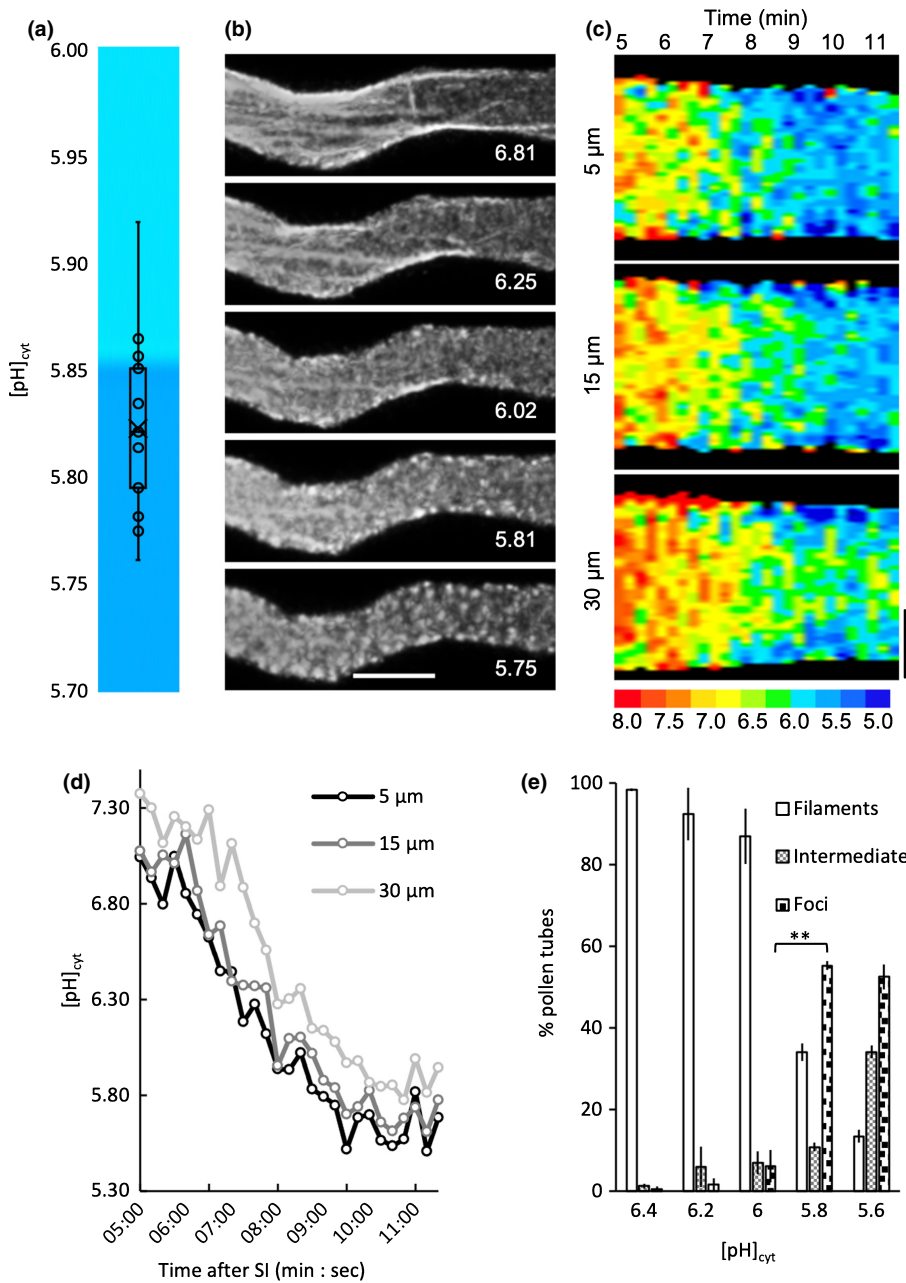 (a)
6.00
5.95
5.90
5.85
5.80
5.75
5.70
[pH]cyt
(b)
6.81
6.25
6.02
5.81
5.75
(c)
Time (min)
5 6 7 8 9 10 11
5 µm
15 µm
30 µm
8.0 7.5 7.0 6.5 6.0 5.5 5.0
(d)
7.30
6.80
6.30
5.80
5.30
[pH]cyt
5 µm
15 µm
30 µm
05:00 06:00 07:00 08:00 09:00 10:00 11:00
Time after SI (min : sec)
(e)
100
80
60
40
20
0
% pollen tubes
Filaments
Intermediate
Foci
**
6.4 6.2 6 5.8 5.6
[pH]cyt